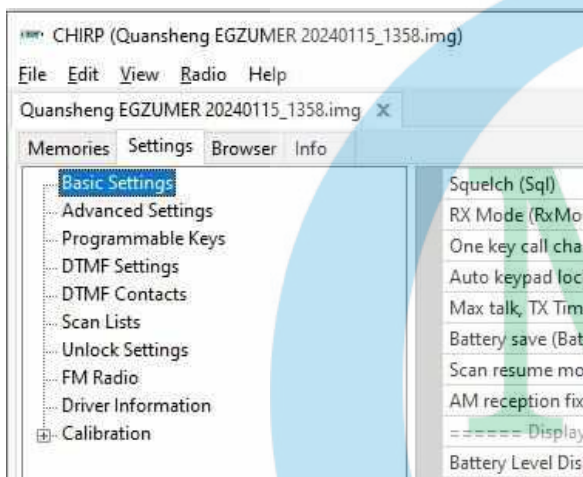 CHIRP (Quansheng EGZUMER 20240115_1358.img)
File Edit View Radio Help
Quansheng EGZUMER 20240115_1358.img X
Memories Settings Browser Info
Basic Settings
Advanced Settings
Programmable Keys
DTMF Settings
DTMF Contacts
Scan Lists
Unlock Settings
FM Radio
Driver Information
Calibration
Squelch (Sql)
RX Mode (RxMo
One key call cha
Auto keypad loc
Max talk, TX Tim
Battery save (Bat
Scan resume mo
AM reception fix
====== Display
Battery Level Dis